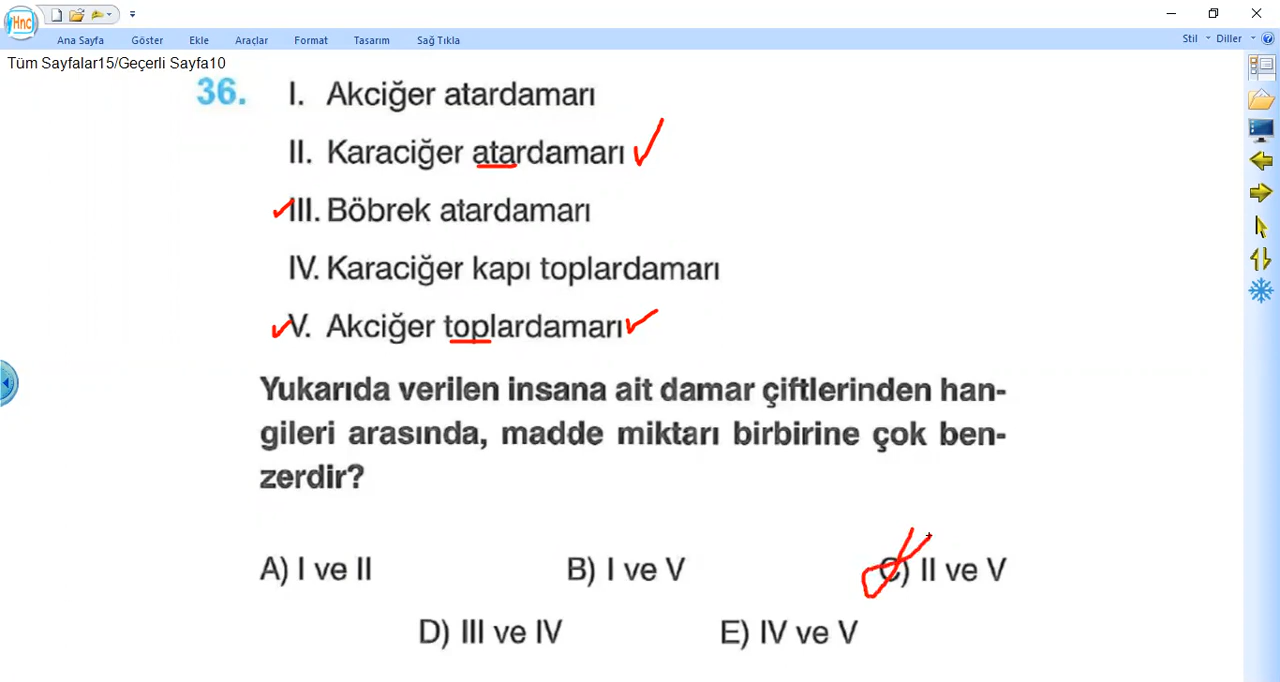 Hnc
Ana Sayfa Göster Ekle Araçlar Format Tasarım Sağ Tıkla Stil Diller
Tüm Sayfalar15/Geçerli Sayfa10
36. I. Akciğer atardamarı
II. Karaciğer atardamarı
III. Böbrek atardamarı
IV. Karaciğer kapı toplardamarı
V. Akciğer toplardamarı
Yukarıda verilen insana ait damar çiftlerinden han-
gileri arasında, madde miktarı birbirine çok ben-
zerdir?
A) I ve II B) I ve V C) II ve V
D) III ve IV E) IV ve V